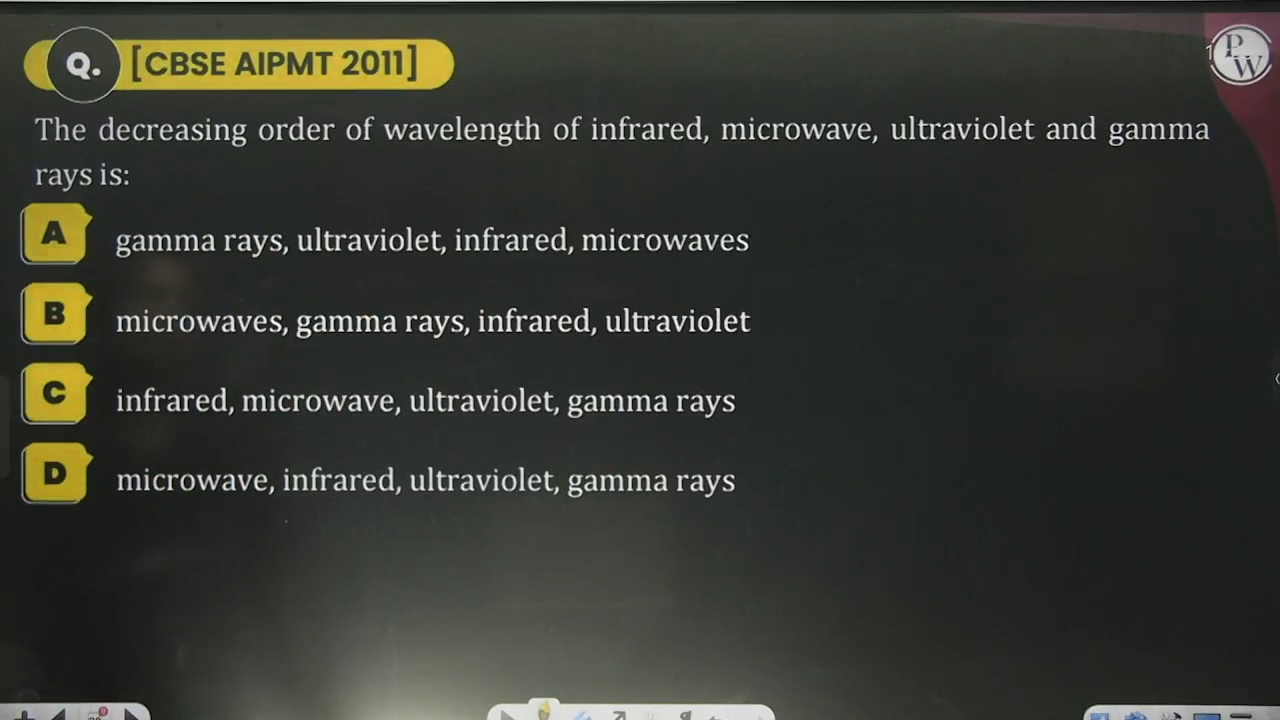 Q. [CBSE AIPMT 2011]
PW
The decreasing order of wavelength of infrared, microwave, ultraviolet and gamma
rays is:
A gamma rays, ultraviolet, infrared, microwaves
B microwaves, gamma rays, infrared, ultraviolet
C infrared, microwave, ultraviolet, gamma rays
D microwave, infrared, ultraviolet, gamma rays